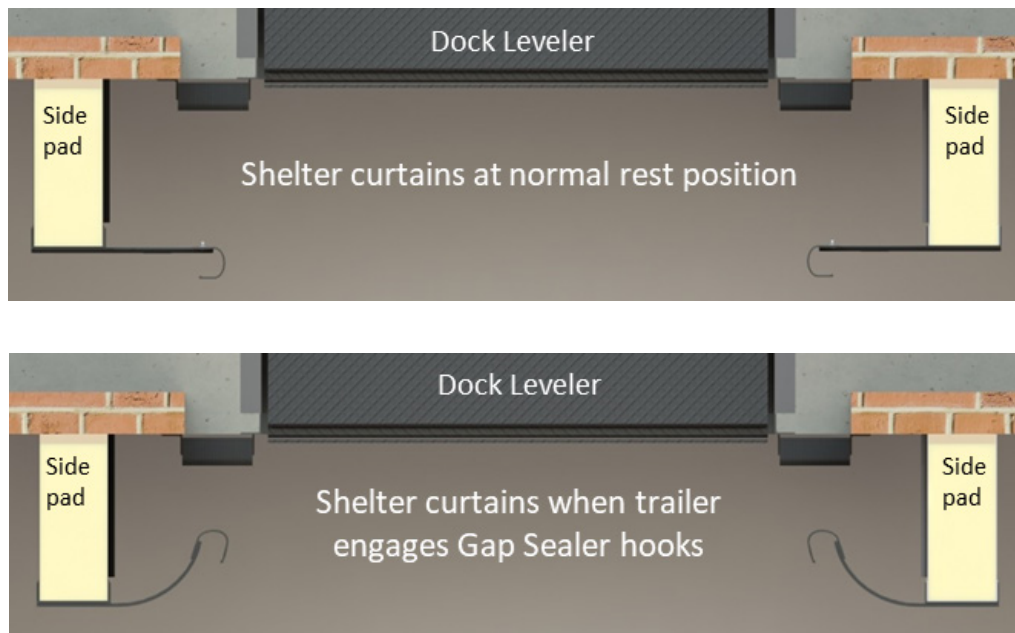 Dock Leveler
Side
pad
Side
pad
Shelter curtains at normal rest position
Dock Leveler
Side
pad
Side
pad
Shelter curtains when trailer
engages Gap Sealer hooks